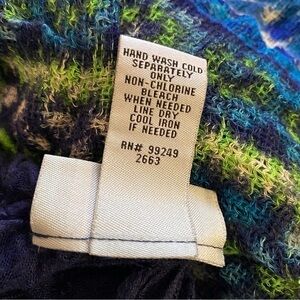 HAND WASH COLD
SEPARATELY
ONLY
NON-CHLORINE
BLEACH
WHEN NEEDED
LINE DRY
COOL IRON
IF NEEDED
RN# 99249
2663